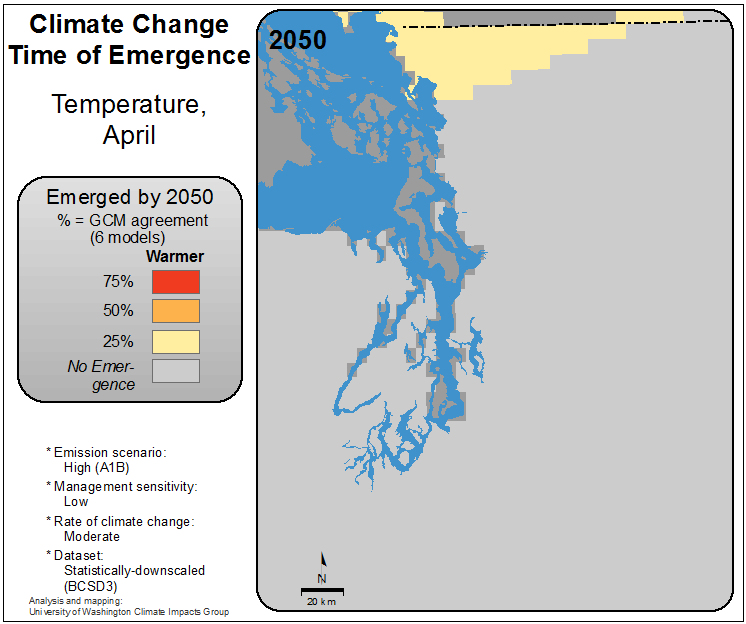 Climate Change
Time of Emergence
Temperature,
April
Emerged by 2050
% = GCM agreement
(6 models)
Warmer
75%
50%
25%
No Emer-
gence
* Emission scenario:
High (A1B)
* Management sensitivity:
Low
* Rate of climate change:
Moderate
* Dataset:
Statistically-downscaled
(BCSD3)
Analysis and mapping:
University of Washington Climate Impacts Group
2050
N
20 km